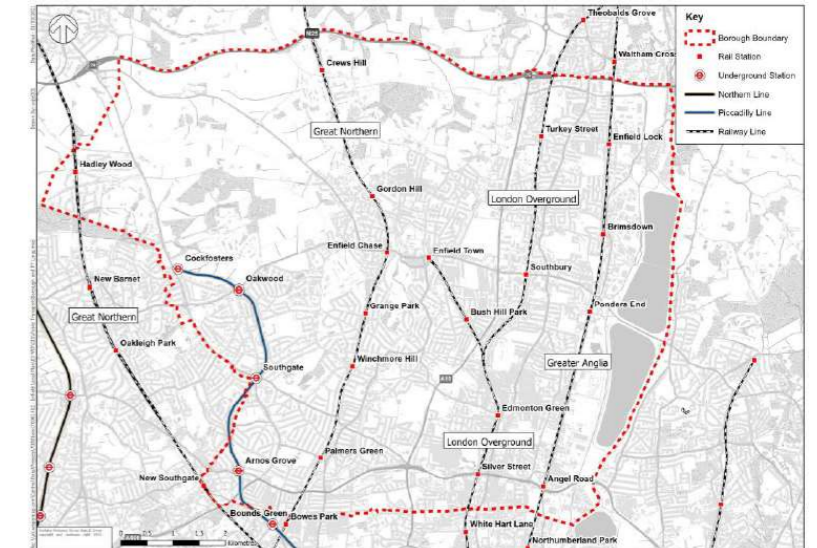 Theobalds Grove
Key
Borough Boundary
Rail Station
Underground Station
Northern Line
Piccadilly Line
Railway Line
M25
Waltham Cross
Crews Hill
Great Northern
Turkey Street
Enfield Lock
Hadley Wood
Gordon Hill
London Overground
Brimsdown
Enfield Chase
Enfield Town
Cockfosters
Oakwood
Southbury
New Barnet
Grange Park
Bush Hill Park
Ponders End
Great Northern
Oakleigh Park
Southgate
Winchmore Hill
Greater Anglia
Edmonton Green
London Overground
Palmers Green
Arnos Grove
Silver Street
New Southgate
Angel Road
Bounds Green
Bowes Park
White Hart Lane
Northumberland Park
Kilometres